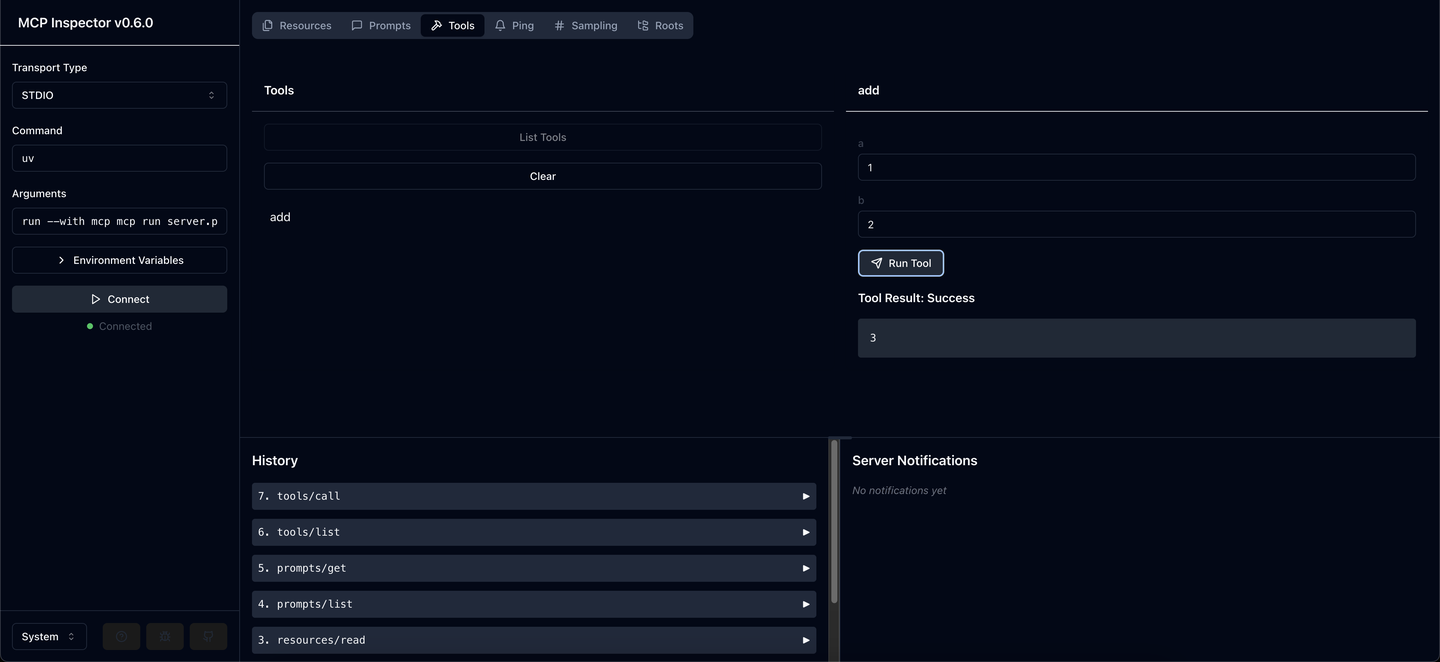 MCP Inspector v0.6.0
Transport Type
STDIO
Command
uv
Arguments
run --with mcp mcp run server.p
Environment Variables
Connect
Connected
System
Resources
Prompts
Tools
Ping
Sampling
Roots
Tools
List Tools
Clear
add
add
a
1
b
2
Run Tool
Tool Result: Success
3
History
7. tools/call
6. tools/list
5. prompts/get
4. prompts/list
3. resources/read
Server Notifications
No notifications yet